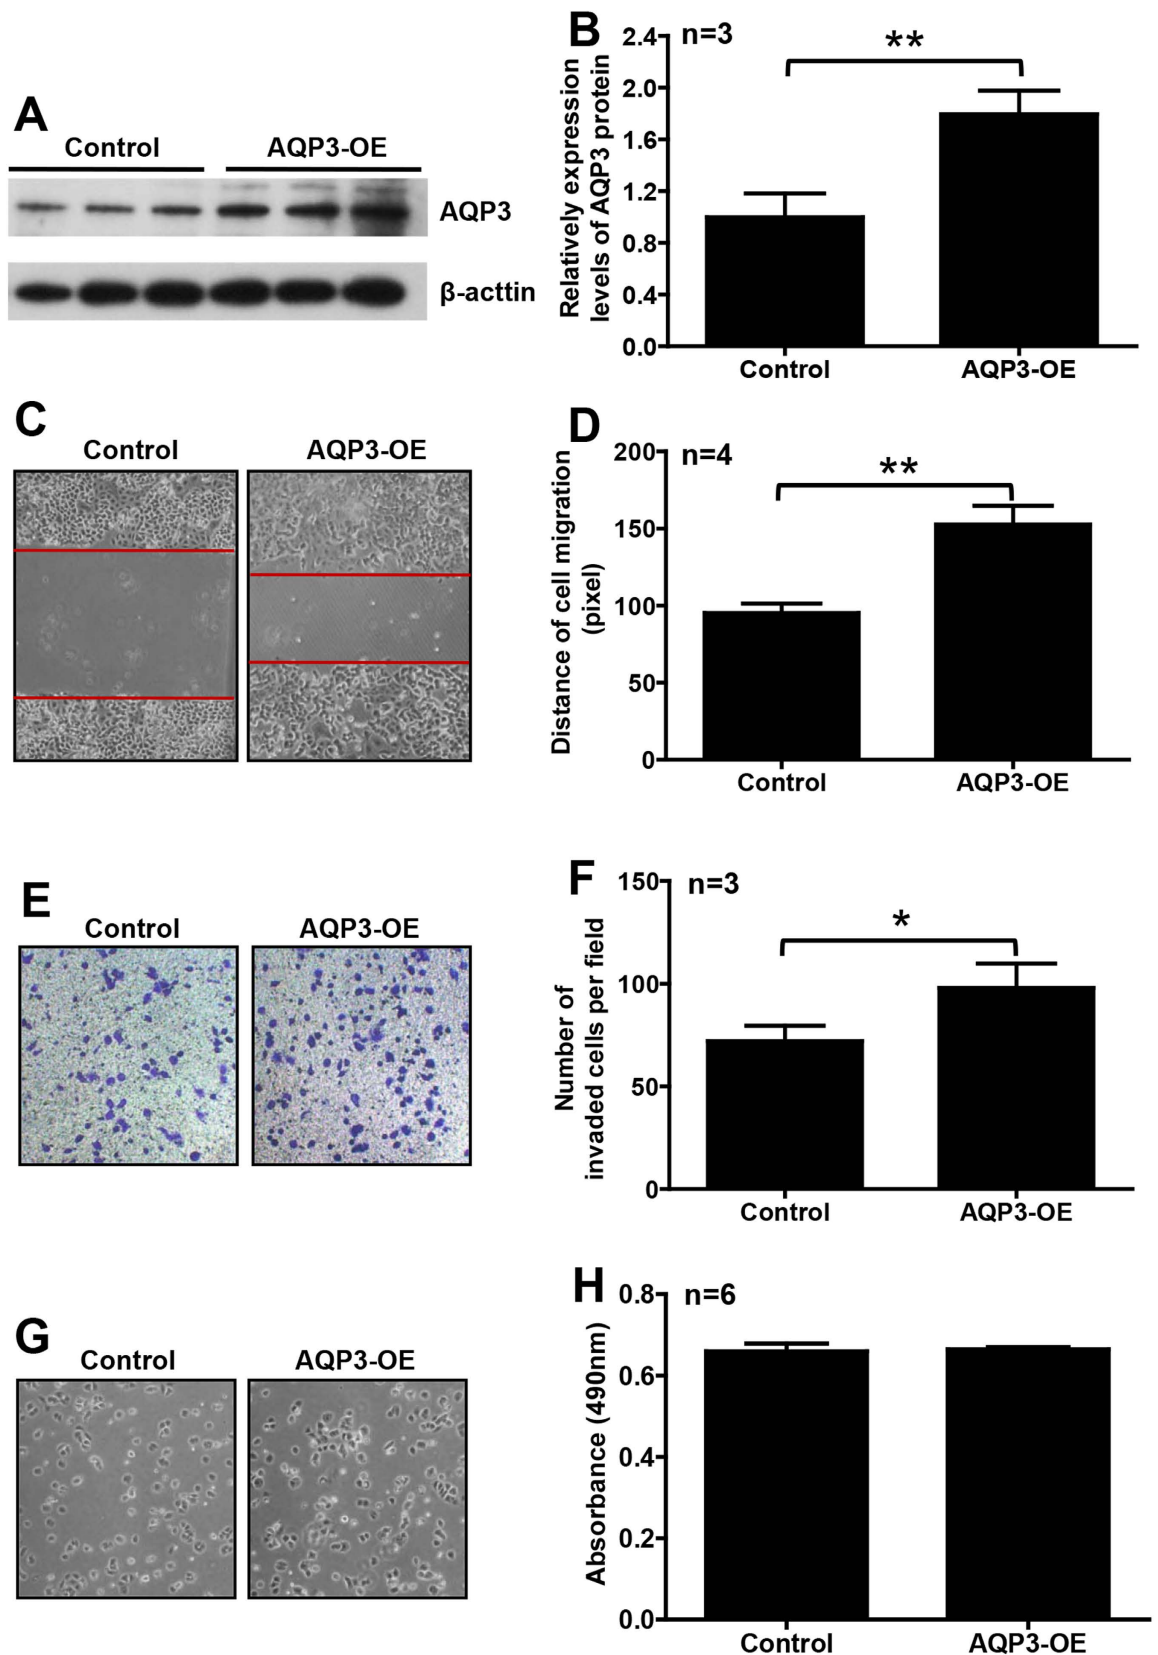 A
Control AQP3-OE
AQP3
β-acttin
B
n=3
**
Relatively expression
levels of AQP3 protein
2.4
2.0
1.6
1.2
0.8
0.4
0.0
Control AQP3-OE
C
Control AQP3-OE
D
n=4
**
Distance of cell migration
(pixel)
200
150
100
50
0
Control AQP3-OE
E
Control AQP3-OE
F
n=3
*
Number of
invaded cells per field
150
100
50
0
Control AQP3-OE
G
Control AQP3-OE
H
n=6
Absorbance (490nm)
0.8
0.6
0.4
0.2
0.0
Control AQP3-OE